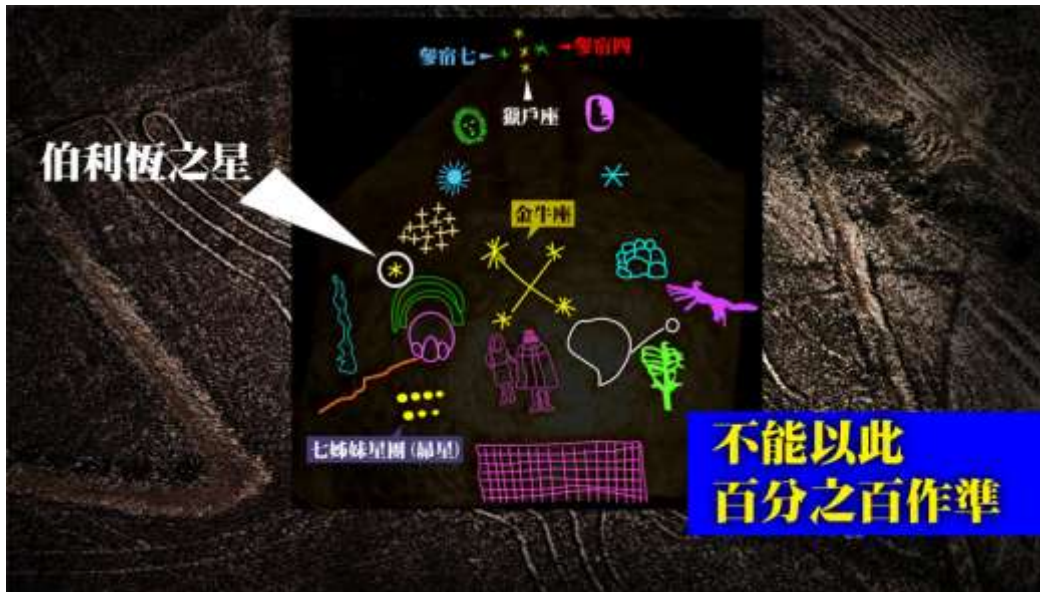 參宿七
參宿四
獵戶座
伯利恆之星
金牛座
七姊妹星團 (昴星)
不能以此
百分之百作準